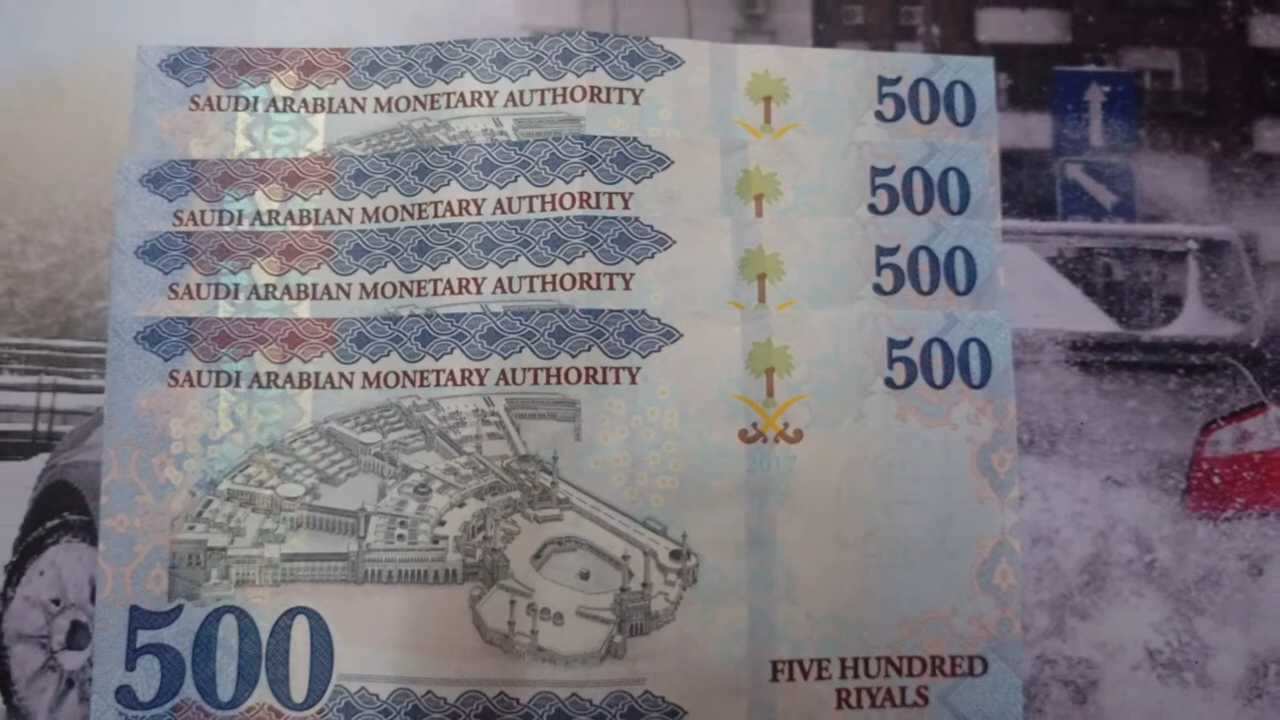 SAUDI ARABIAN MONETARY AUTHORITY
500
SAUDI ARABIAN MONETARY AUTHORITY
500
SAUDI ARABIAN MONETARY AUTHORITY
500
SAUDI ARABIAN MONETARY AUTHORITY
500
2017
500
FIVE HUNDRED
RIYALS